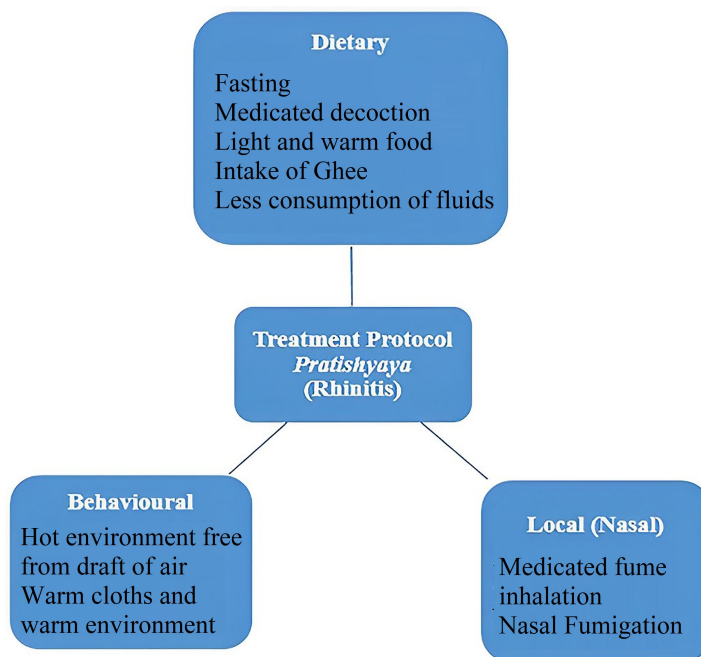 Dietary
Fasting
Medicated decoction
Light and warm food
Intake of Ghee
Less consumption of fluids
Treatment Protocol
Pratishyaya
(Rhinitis)
Behavioural
Hot environment free
from draft of air
Warm cloths and
warm environment
Local (Nasal)
Medicated fume
inhalation
Nasal Fumigation